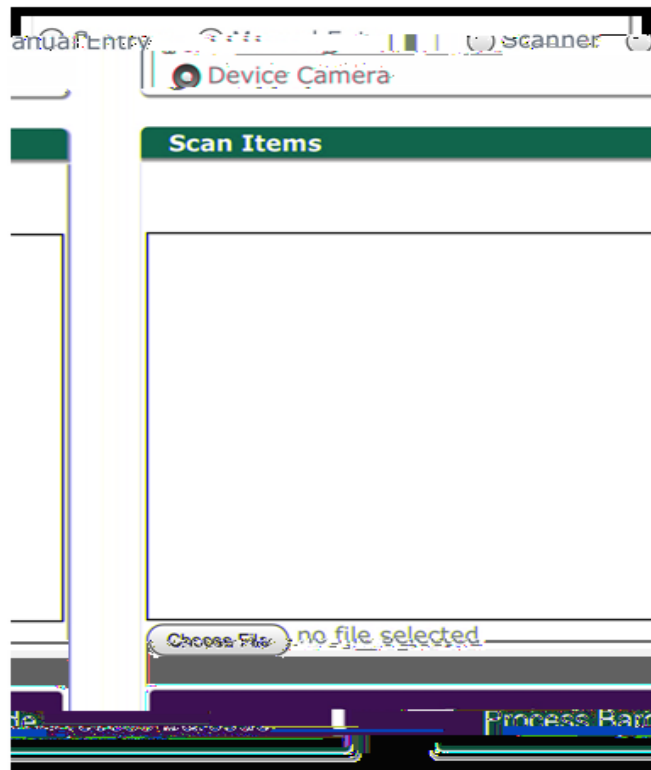 anual Entry Scanner
Device Camera
Scan Items
Choose File no file selected
Process Bar